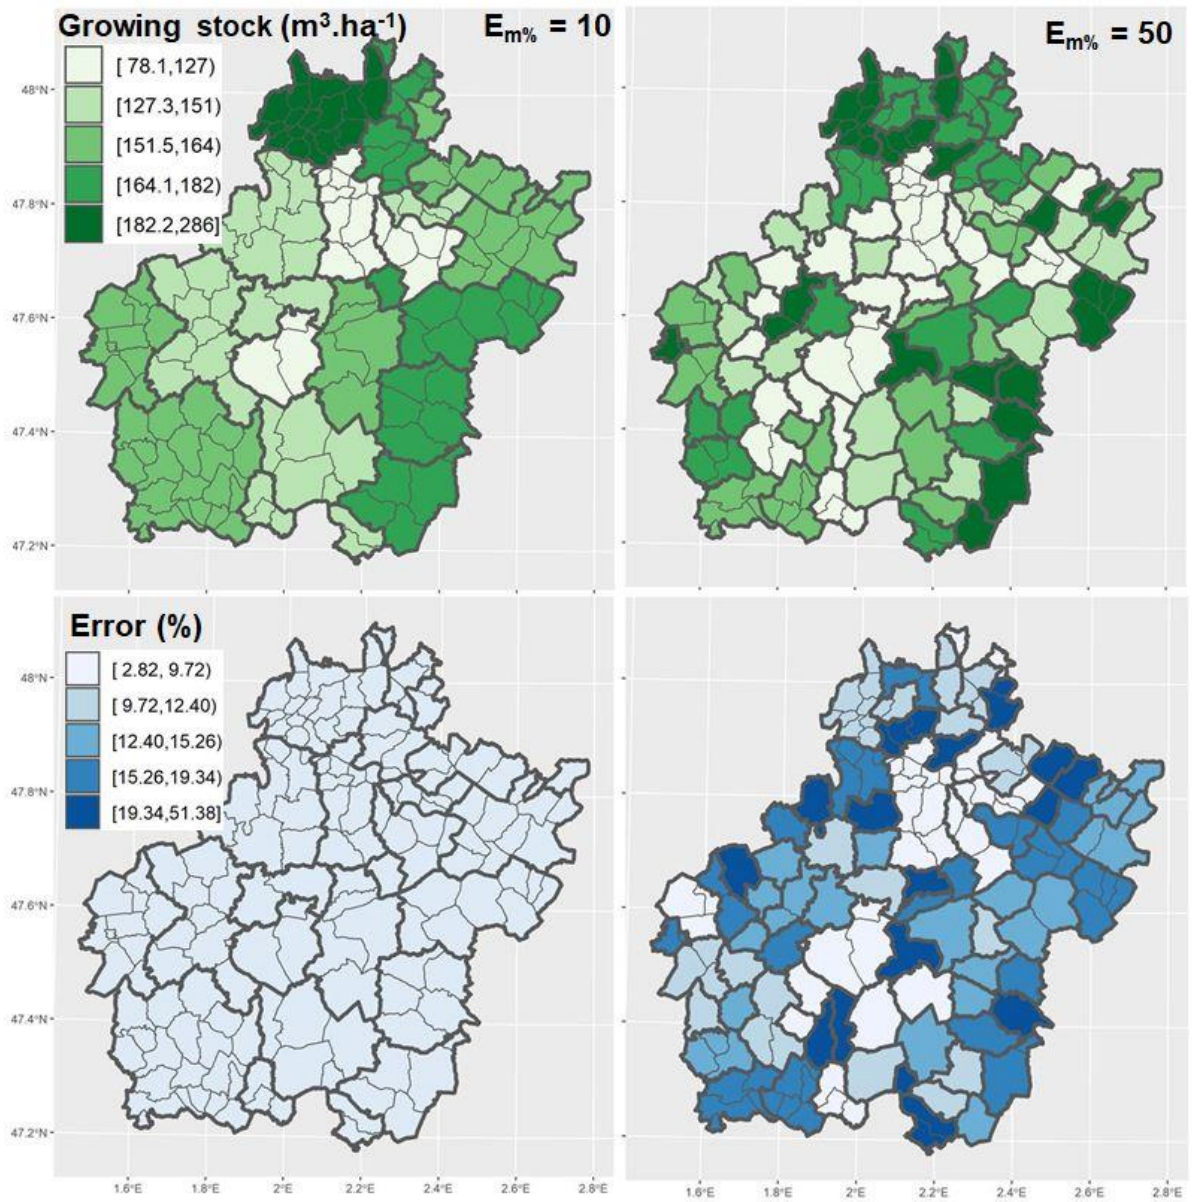 Growing stock (m³.ha⁻¹)
E_m% = 10
E_m% = 50
[ 78.1,127)
[127.3,151)
[151.5,164)
[164.1,182)
[182.2,286]
48°N
47.8°N
47.6°N
47.4°N
47.2°N
Error (%)
[ 2.82, 9.72)
[ 9.72,12.40)
[12.40,15.26)
[15.26,19.34)
[19.34,51.38]
48°N
47.8°N
47.6°N
47.4°N
47.2°N
1.6°E 1.8°E 2°E 2.2°E 2.4°E 2.6°E 2.8°E
1.6°E 1.8°E 2°E 2.2°E 2.4°E 2.6°E 2.8°E